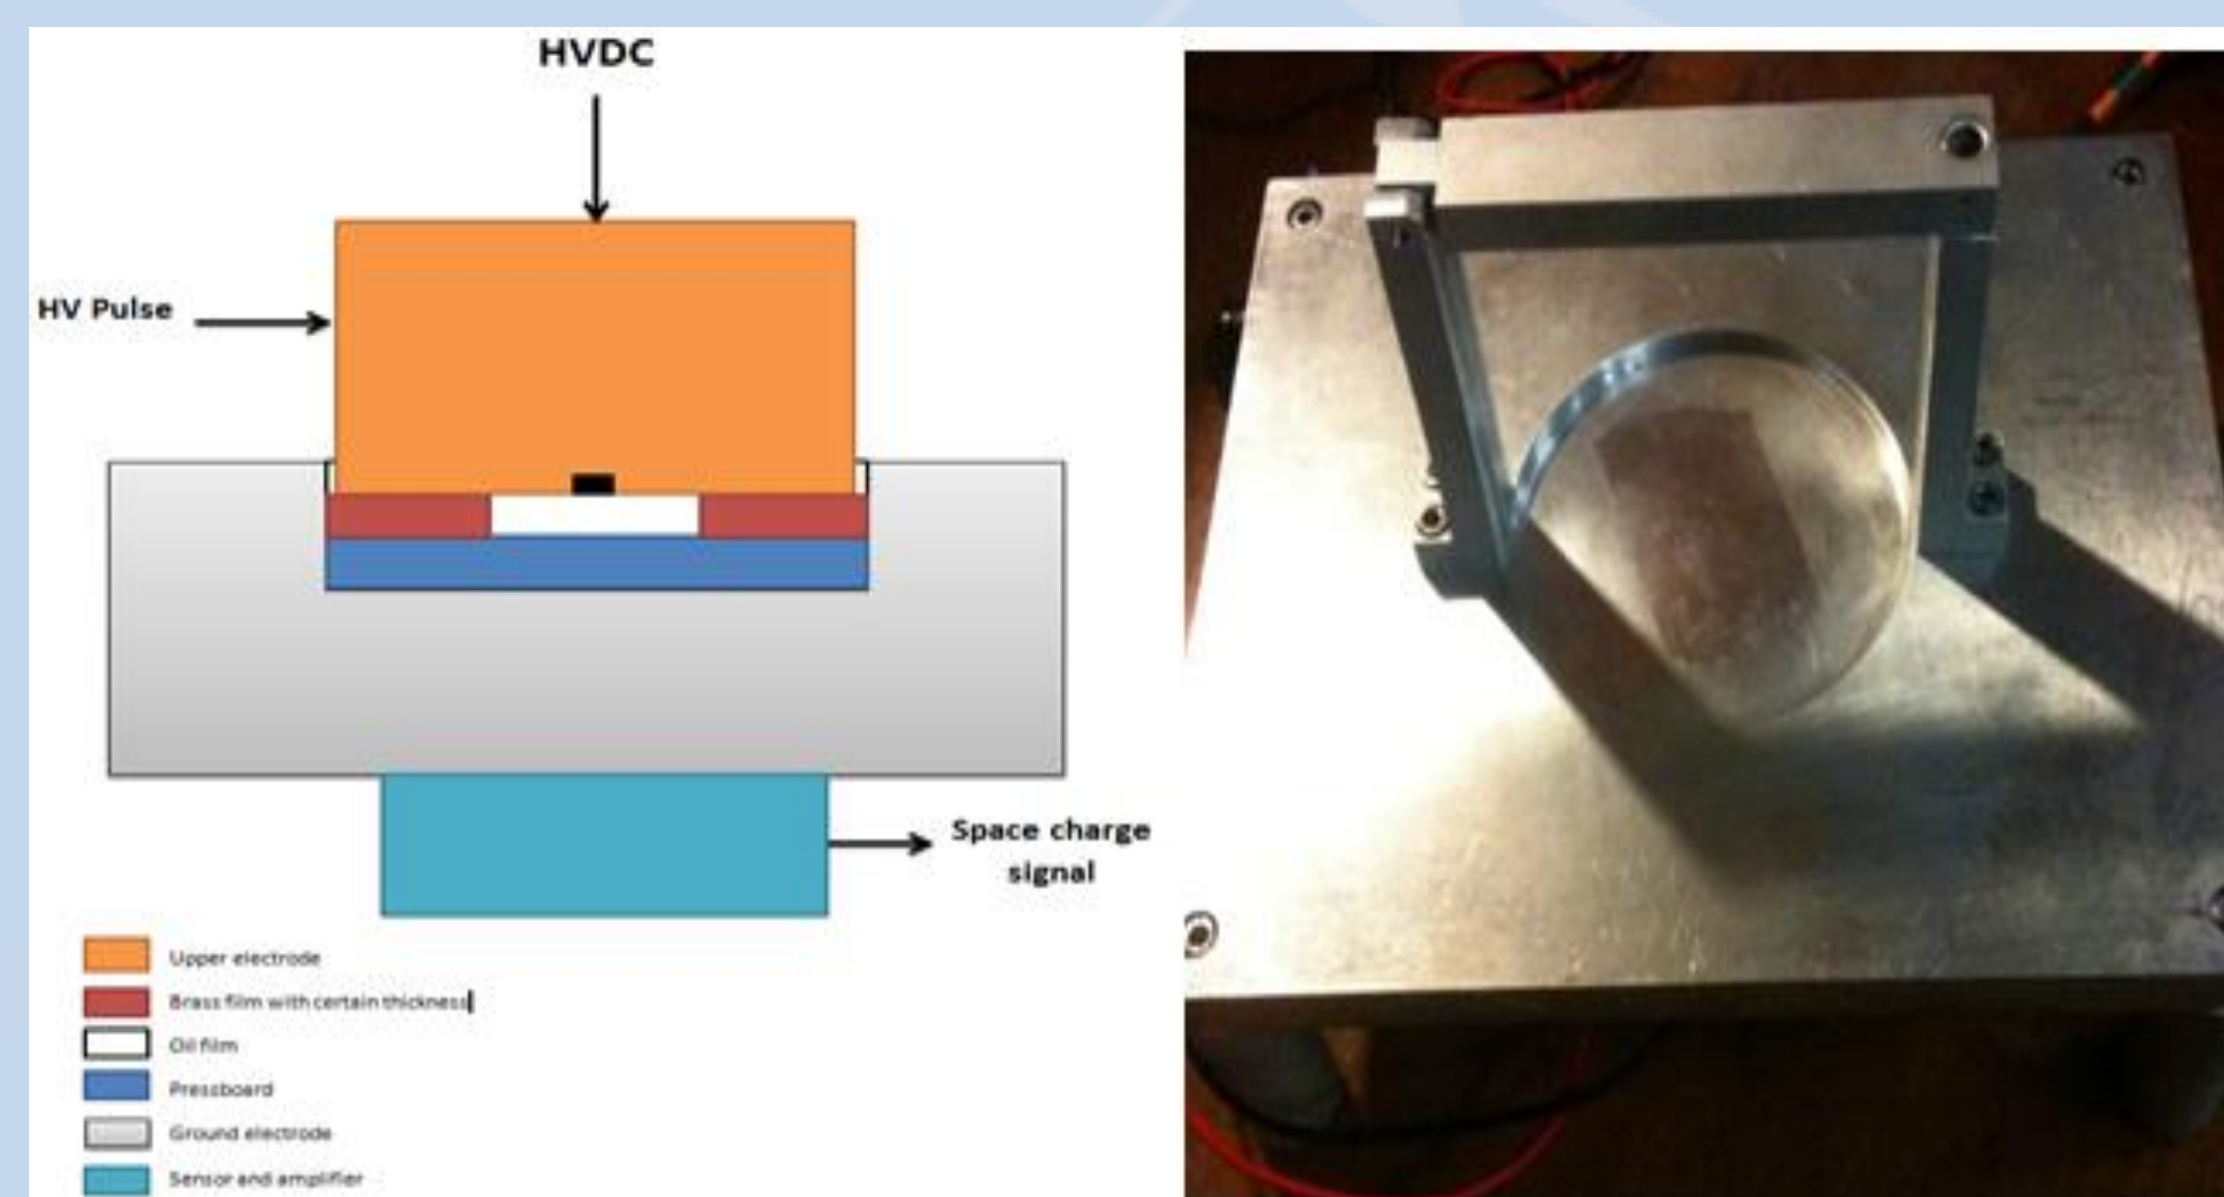 HVDC
HV Pulse
Space charge
signal
Upper electrode
Brass film with certain thickness
Oil film
Pressboard
Ground electrode
Sensor and amplifier